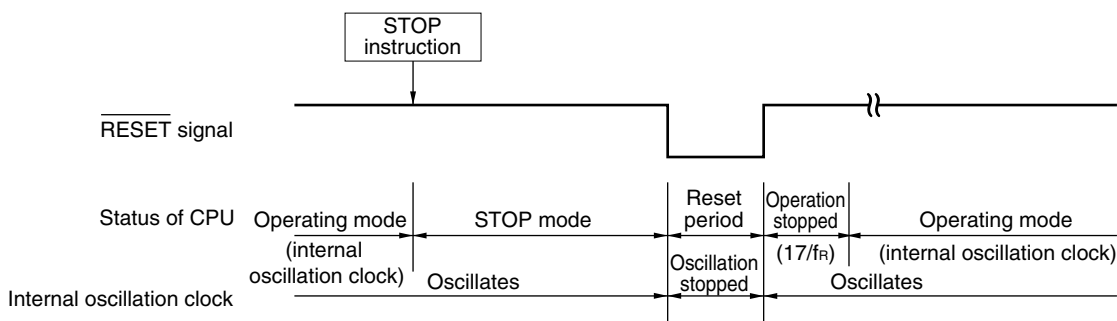 STOP
instruction
RESET signal
Status of CPU
Operating mode
(internal
oscillation clock)
STOP mode
Reset
period
Operation
stopped
(17/fR)
Operating mode
(internal oscillation clock)
Internal oscillation clock
Oscillates
Oscillation
stopped
Oscillates